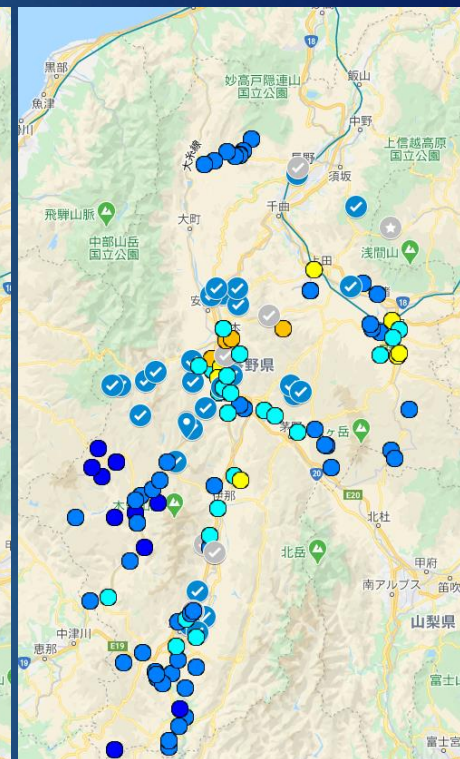 黒部
魚津
18
飯山
妙高戸隠連山
国立公園
中野
大糸線
長野
須坂
上信越高原
国立公園
千曲
飛騨山脈
大町
中部山岳
国立公園
上田
浅間山
18
安
野県
茅野
ヶ岳
20
E20
北杜
北岳
甲府
南アルプス
笛吹
山梨県
中津川
E19
恵那
19
富士山
富士宮